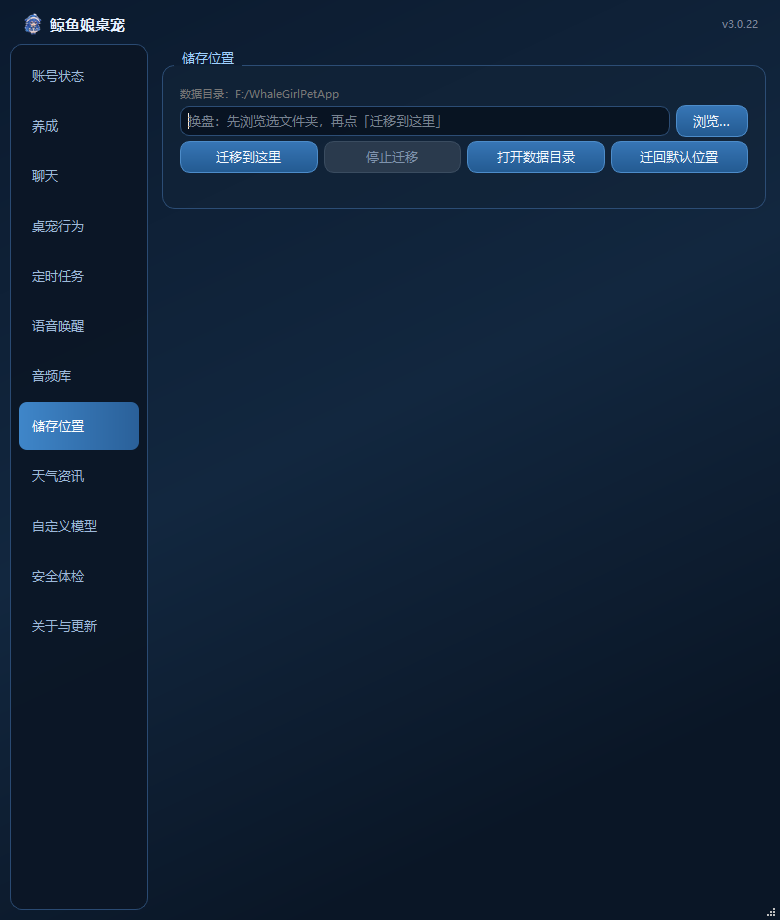 鲸鱼娘桌宠
v3.0.22
账号状态
养成
聊天
桌宠行为
定时任务
语音唤醒
音频库
储存位置
天气资讯
自定义模型
安全体检
关于与更新
储存位置
数据目录：F:/WhaleGirlPetApp
换盘：先浏览选文件夹，再点「迁移到这里」
浏览...
迁移到这里
停止迁移
打开数据目录
迁回默认位置